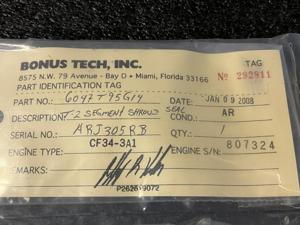 BONUS TECH, INC.
8575 N.W. 79 Avenue - Bay D • Miami, Florida 33166
TAG
PART IDENTIFICATION TAG
Nº 292811
PART NO.: 6047T95G14 DATE: JAN 09 2008
DESCRIPTION: T-2 SEGMENT SHROUD SEAL COND.: AR
SERIAL NO.: ARJ305RB QTY.: 1
ENGINE TYPE: CF34-3A1 ENGINE S/N: 807324
REMARKS: